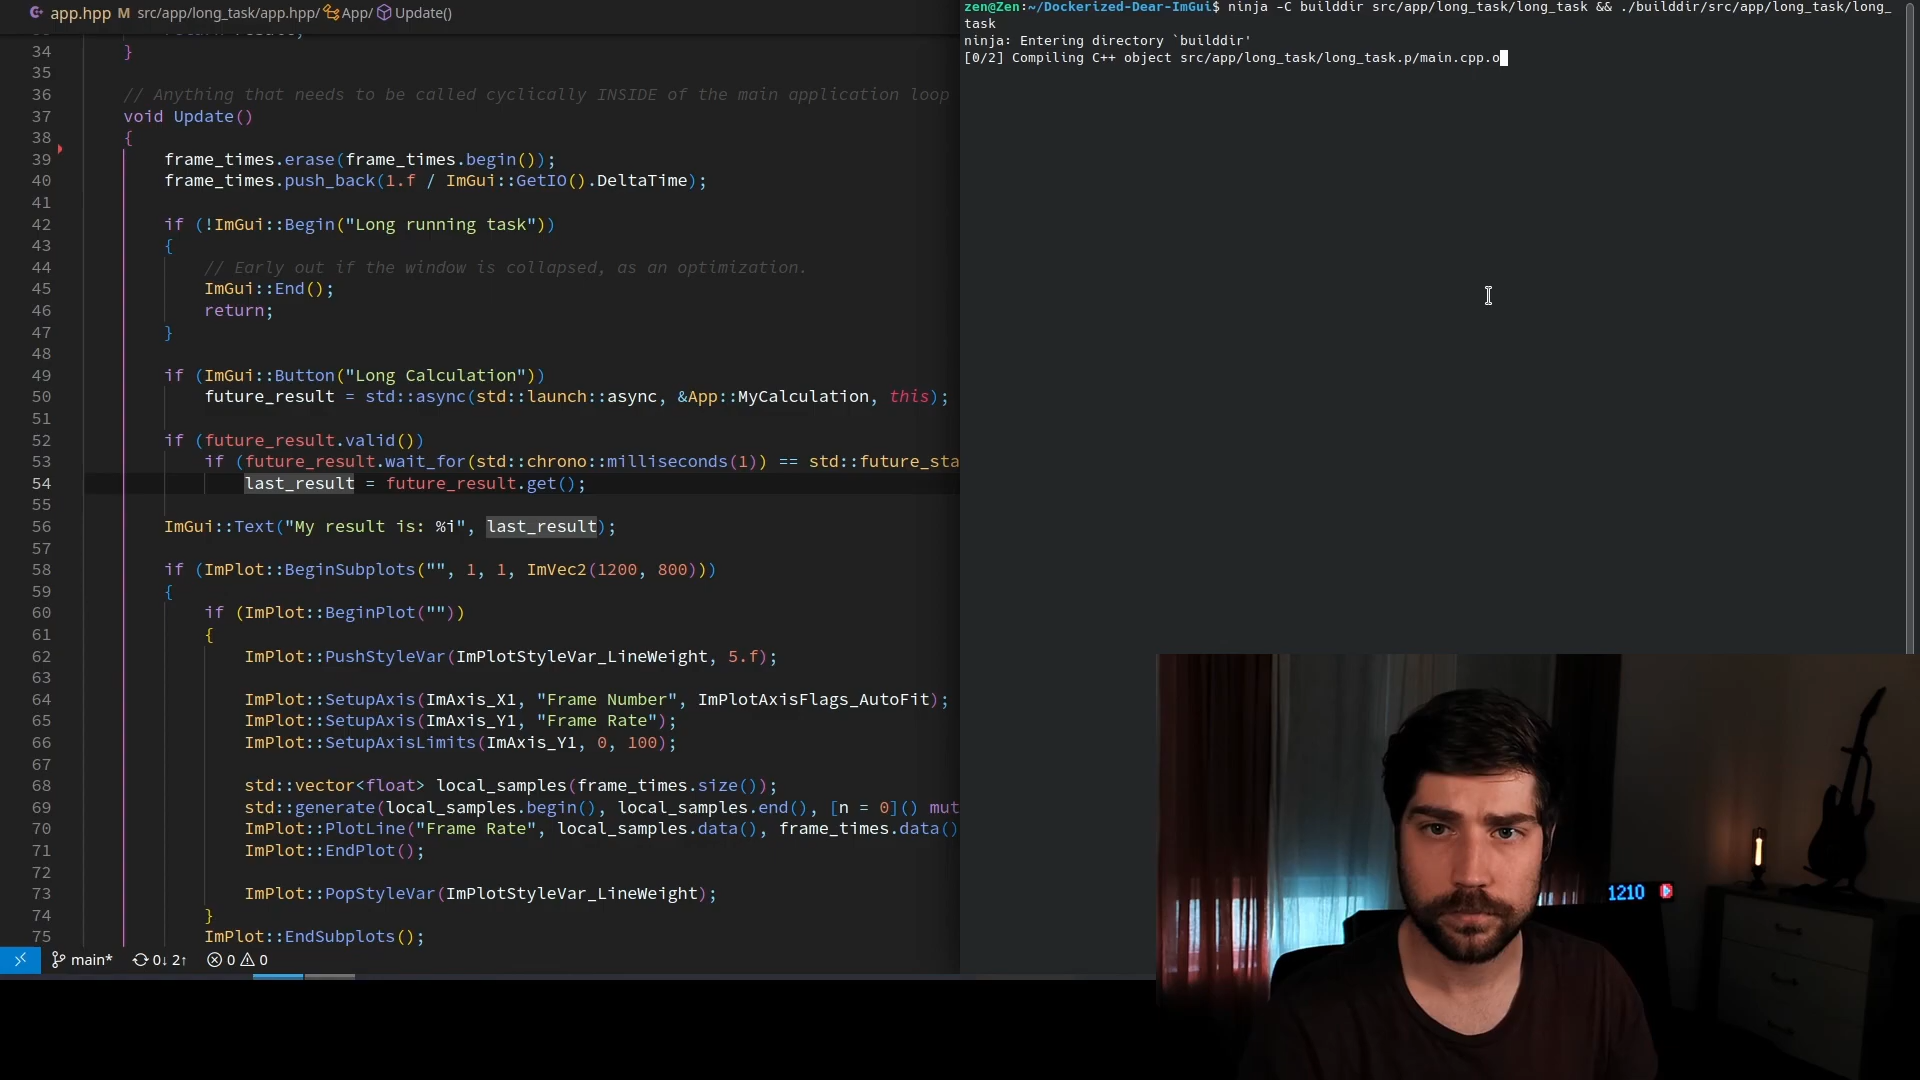 app.hpp M src/app/long_task/app.hpp/ App/ Update()
34 }
35
36 // Anything that needs to be called cyclically INSIDE of the main application loop
37 void Update()
38 {
39 frame_times.erase(frame_times.begin());
40 frame_times.push_back(1.f / ImGui::GetIO().DeltaTime);
41
42 if (!ImGui::Begin("Long running task"))
43 {
44 // Early out if the window is collapsed, as an optimization.
45 ImGui::End();
46 return;
47 }
48
49 if (ImGui::Button("Long Calculation"))
50 future_result = std::async(std::launch::async, &App::MyCalculation, this);
51
52 if (future_result.valid())
53 if (future_result.wait_for(std::chrono::milliseconds(1)) == std::future_sta
54 last_result = future_result.get();
55
56 ImGui::Text("My result is: %i", last_result);
57
58 if (ImPlot::BeginSubplots("", 1, 1, ImVec2(1200, 800)))
59 {
60 if (ImPlot::BeginPlot(""))
61 {
62 ImPlot::PushStyleVar(ImPlotStyleVar_LineWeight, 5.f);
63
64 ImPlot::SetupAxis(ImAxis_X1, "Frame Number", ImPlotAxisFlags_AutoFit);
65 ImPlot::SetupAxis(ImAxis_Y1, "Frame Rate");
66 ImPlot::SetupAxisLimits(ImAxis_Y1, 0, 100);
67
68 std::vector<float> local_samples(frame_times.size());
69 std::generate(local_samples.begin(), local_samples.end(), [n = 0]() mut
70 ImPlot::PlotLine("Frame Rate", local_samples.data(), frame_times.data()
71 ImPlot::EndPlot();
72
73 ImPlot::PopStyleVar(ImPlotStyleVar_LineWeight);
74 }
75 ImPlot::EndSubplots();
main* 0↓ 2↑ 0 0
zen@Zen:~/Dockerized-Dear-ImGui$ ninja -C builddir src/app/long_task/long_task && ./builddir/src/app/long_task/long_
task
ninja: Entering directory `builddir'
[0/2] Compiling C++ object src/app/long_task/long_task.p/main.cpp.o
1210